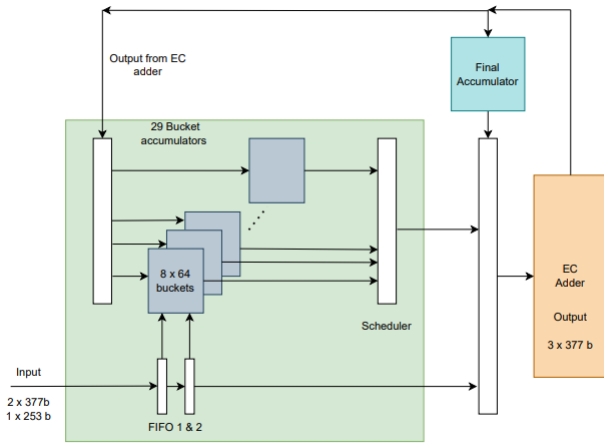 Output from EC
adder
Final
Accumulator
29 Bucket
accumulators
8 x 64
buckets
EC
Adder
Output
3 x 377 b
Scheduler
Input
2 x 377b
1 x 253 b
FIFO 1 & 2